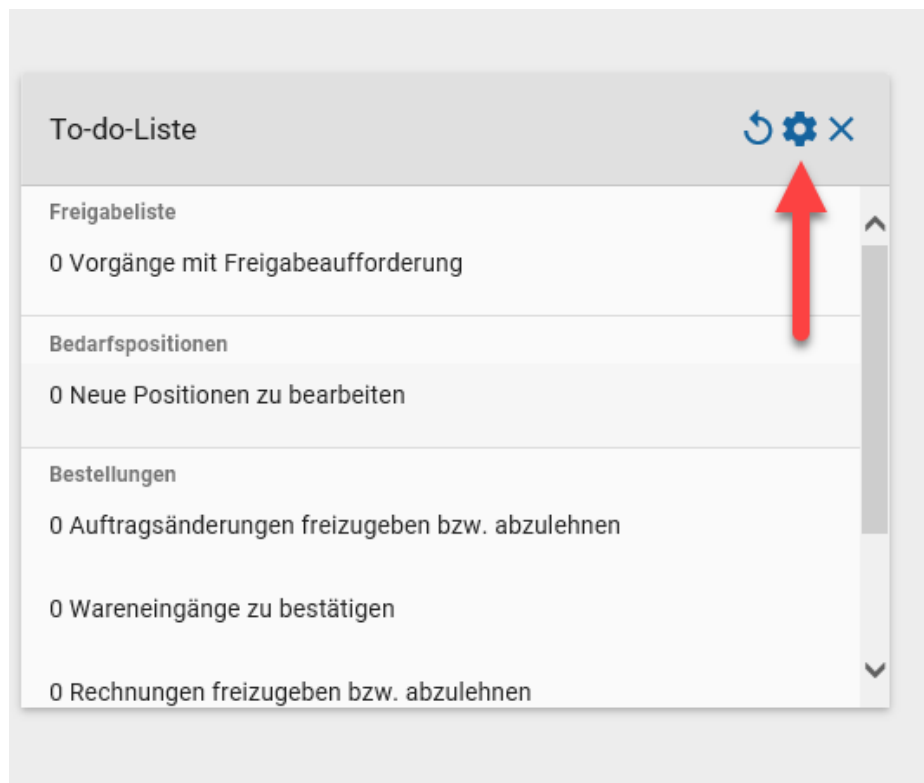 To-do-Liste
Freigabeliste
0 Vorgänge mit Freigabeaufforderung
Bedarfspositionen
0 Neue Positionen zu bearbeiten
Bestellungen
0 Auftragsänderungen freizugeben bzw. abzulehnen
0 Wareneingänge zu bestätigen
0 Rechnungen freizugeben bzw. abzulehnen